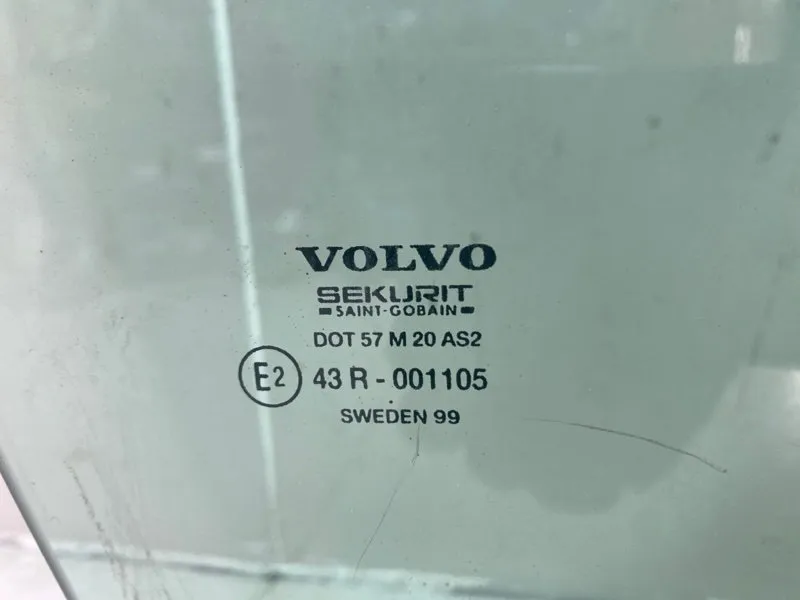 VOLVO
SEKURIT
SAINT-GOBAIN
DOT 57 M 20 AS2
E2 43 R - 001105
SWEDEN 99